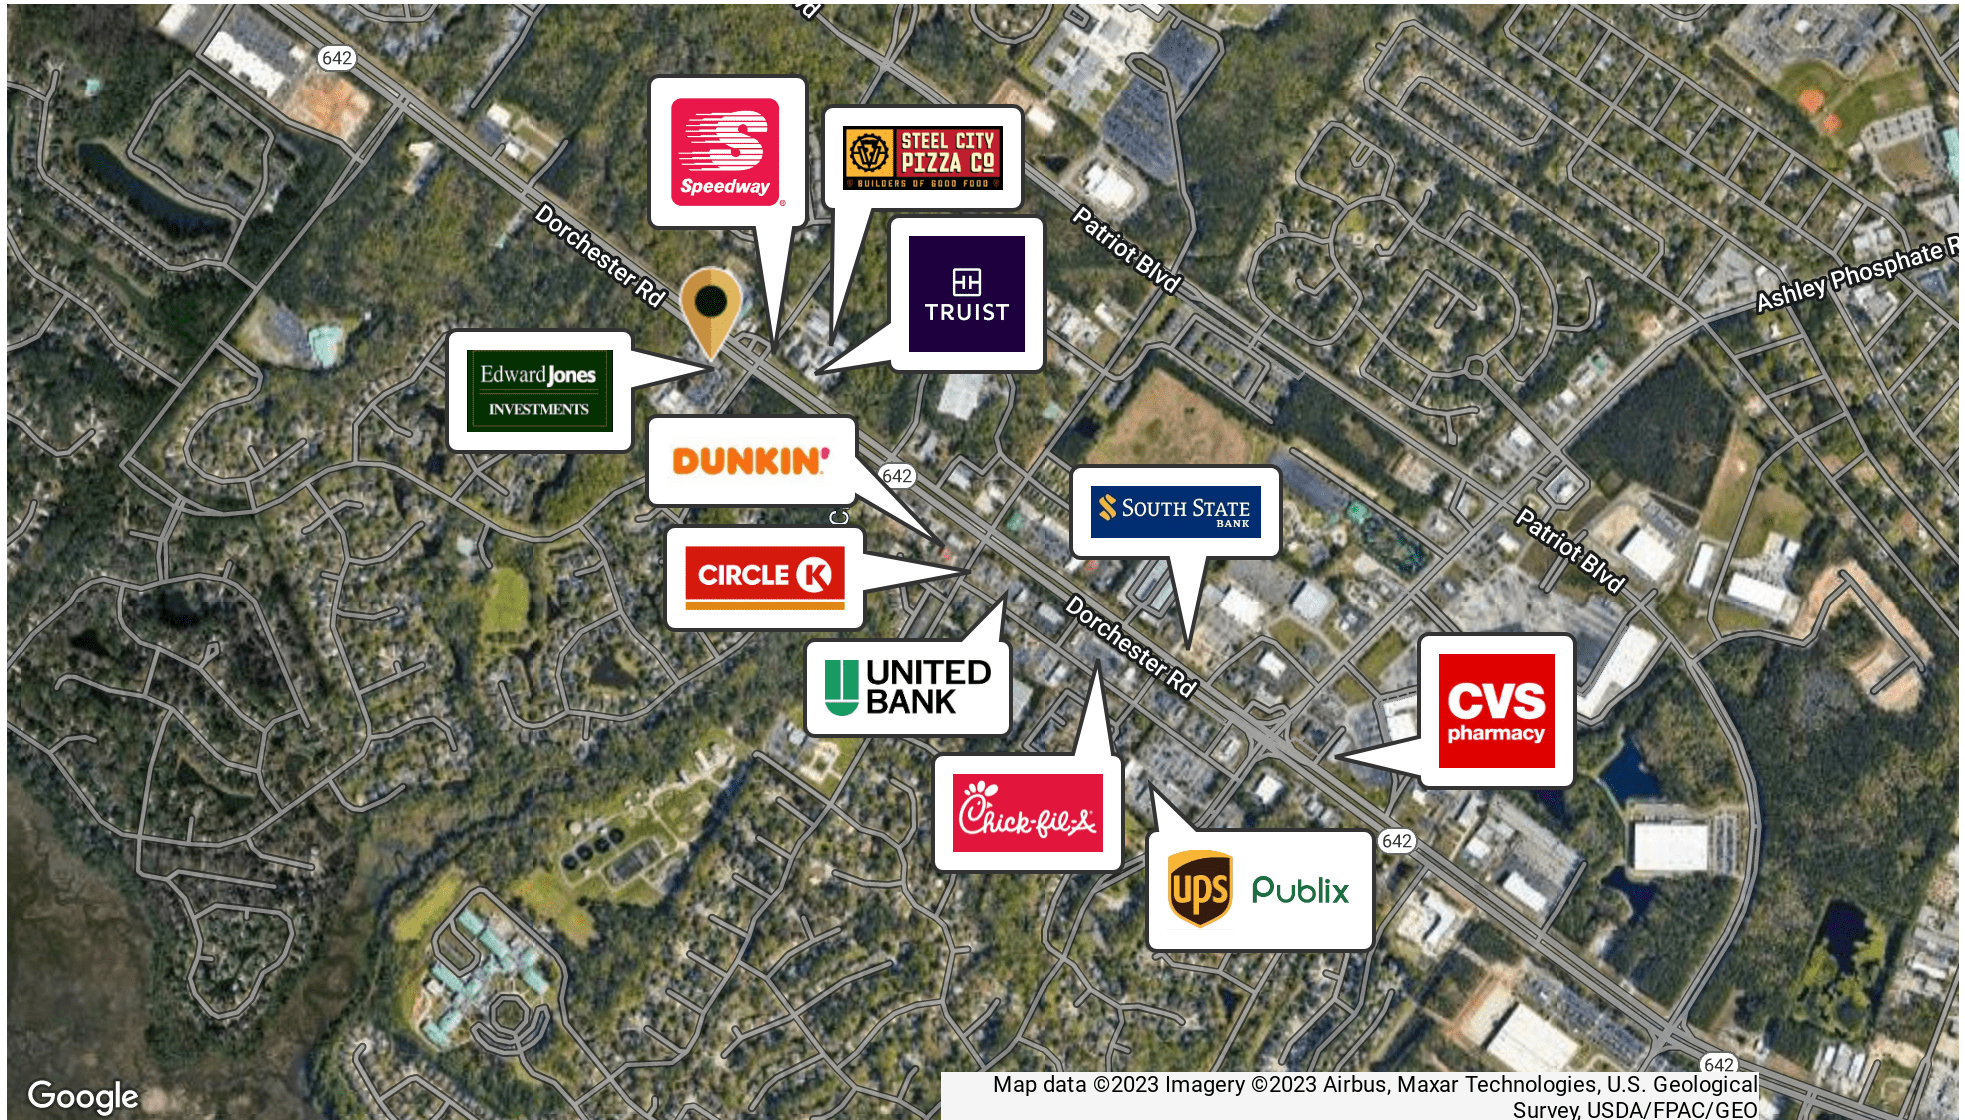 642
Speedway
STEEL CITY
PIZZA CO
BUILDERS OF GOOD FOOD
Dorchester Rd
Patriot Blvd
TRUIST
Ashley Phosphate R
Edward Jones
INVESTMENTS
DUNKIN'
642
SOUTH STATE
BANK
Patriot Blvd
CIRCLE K
Dorchester Rd
UNITED
BANK
CVS
pharmacy
Chick-fil-A
642
ups
Publix
642
Google
Map data ©2023 Imagery ©2023 Airbus, Maxar Technologies, U.S. Geological
Survey, USDA/FPAC/GEO